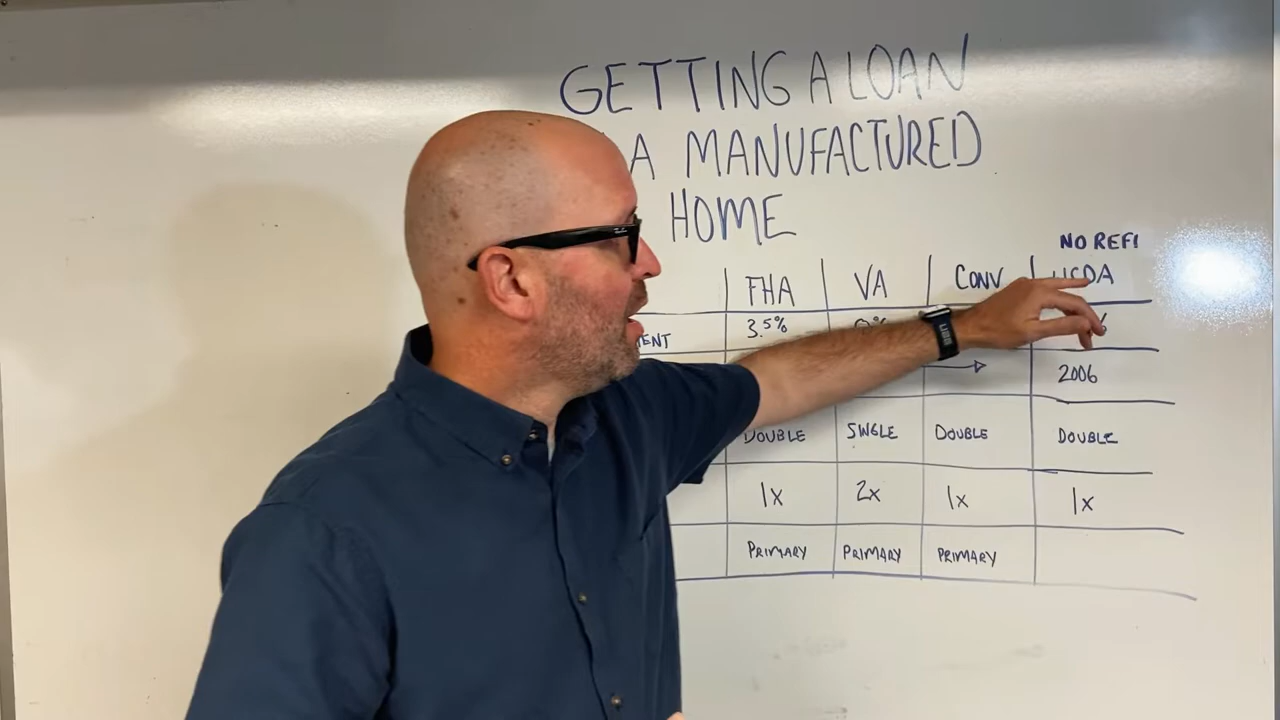 GETTING A LOAN
A MANUFACTURED
HOME
NO REFI
FHA VA CONV USDA
3.5% 0%
2006
DOUBLE SINGLE DOUBLE DOUBLE
1X 2X 1X 1X
PRIMARY PRIMARY PRIMARY